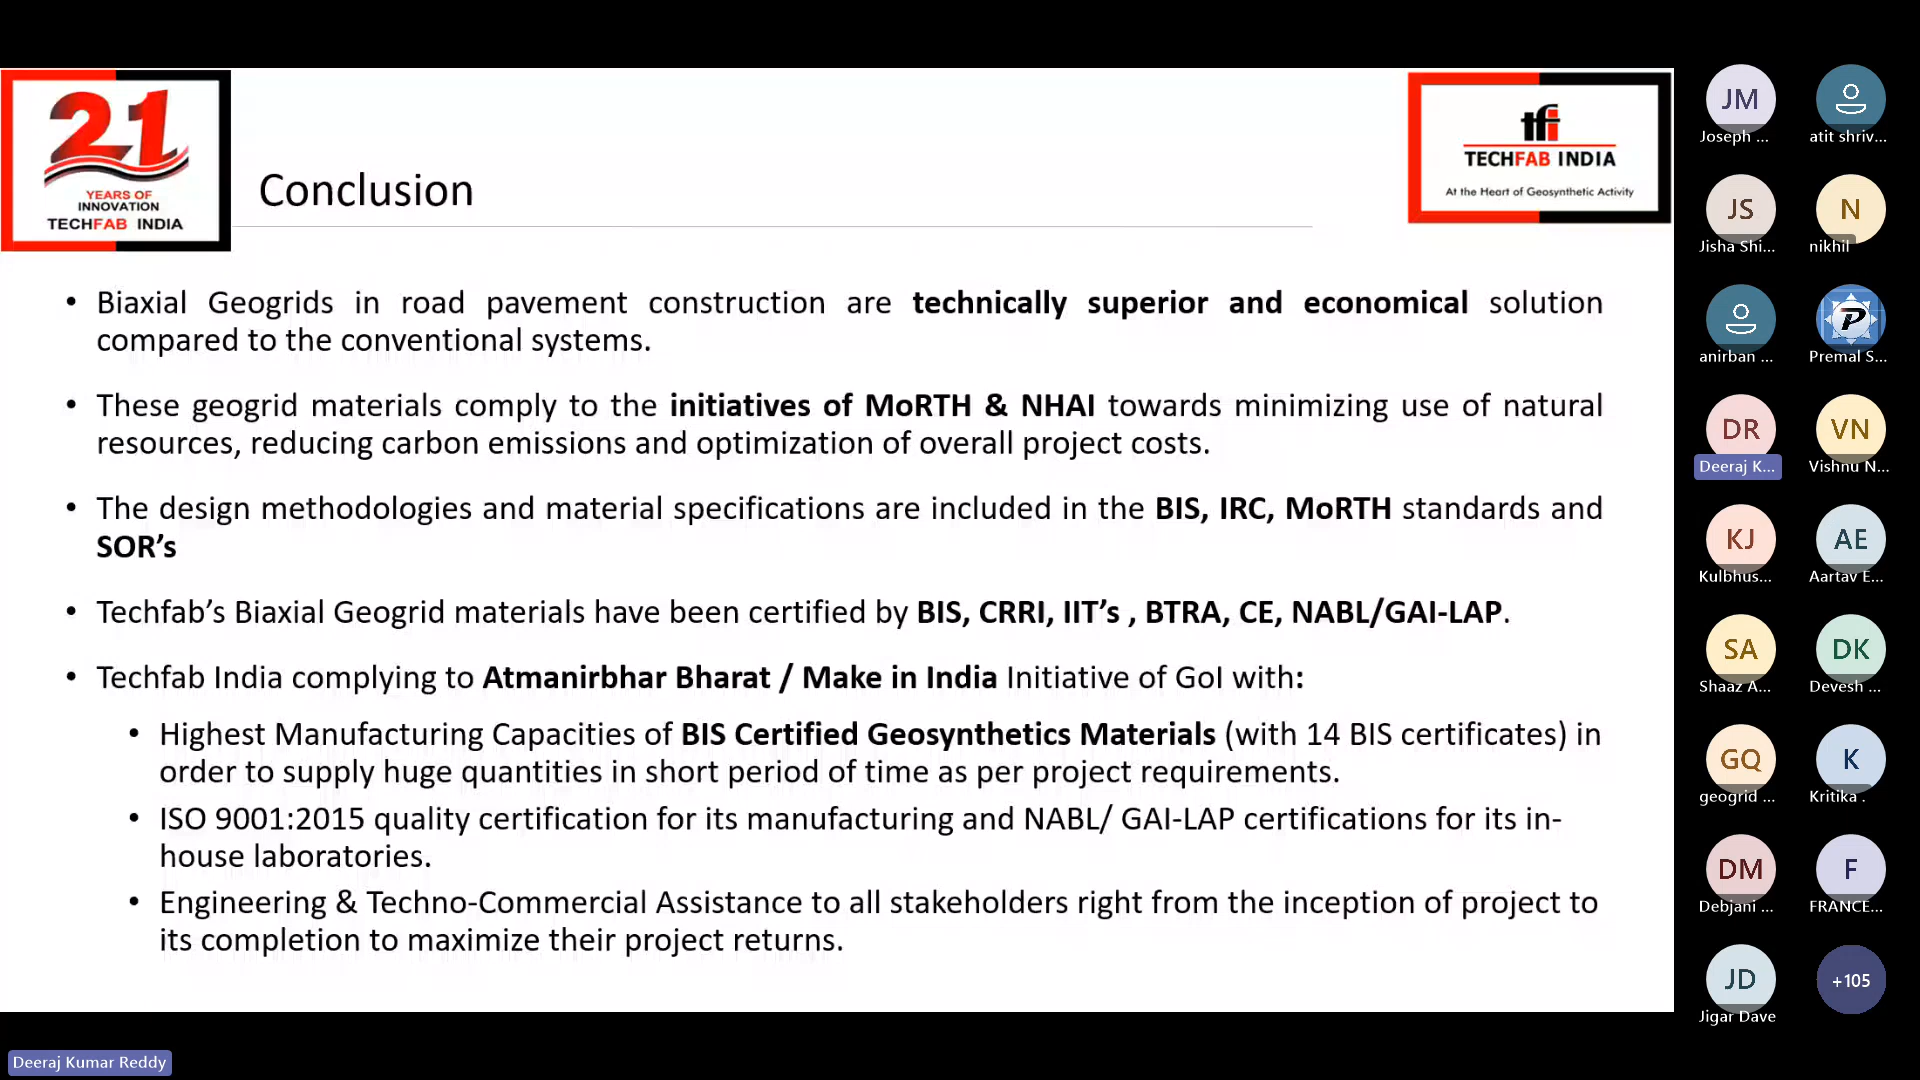 21
YEARS OF
INNOVATION
TECHFAB INDIA
Conclusion
tfi
TECHFAB INDIA
At the Heart of Geosynthetic Activity
• Biaxial Geogrids in road pavement construction are technically superior and economical solution
compared to the conventional systems.
• These geogrid materials comply to the initiatives of MoRTH & NHAI towards minimizing use of natural
resources, reducing carbon emissions and optimization of overall project costs.
• The design methodologies and material specifications are included in the BIS, IRC, MoRTH standards and
SOR’s
• Techfab’s Biaxial Geogrid materials have been certified by BIS, CRRI, IIT’s , BTRA, CE, NABL/GAI-LAP.
• Techfab India complying to Atmanirbhar Bharat / Make in India Initiative of GoI with:
• Highest Manufacturing Capacities of BIS Certified Geosynthetics Materials (with 14 BIS certificates) in
order to supply huge quantities in short period of time as per project requirements.
• ISO 9001:2015 quality certification for its manufacturing and NABL/ GAI-LAP certifications for its in-
house laboratories.
• Engineering & Techno-Commercial Assistance to all stakeholders right from the inception of project to
its completion to maximize their project returns.
JM
Joseph ...
atit shriv...
JS
Jisha Shi...
N
nikhil
anirban ...
P
Premal S...
DR
Deeraj K...
VN
Vishnu N...
KJ
Kulbhus...
AE
Aartav E...
SA
Shaaz A...
DK
Devesh ...
GQ
geogrid ...
K
Kritika .
DM
Debjani ...
F
FRANCE...
JD
Jigar Dave
+105
Deeraj Kumar Reddy